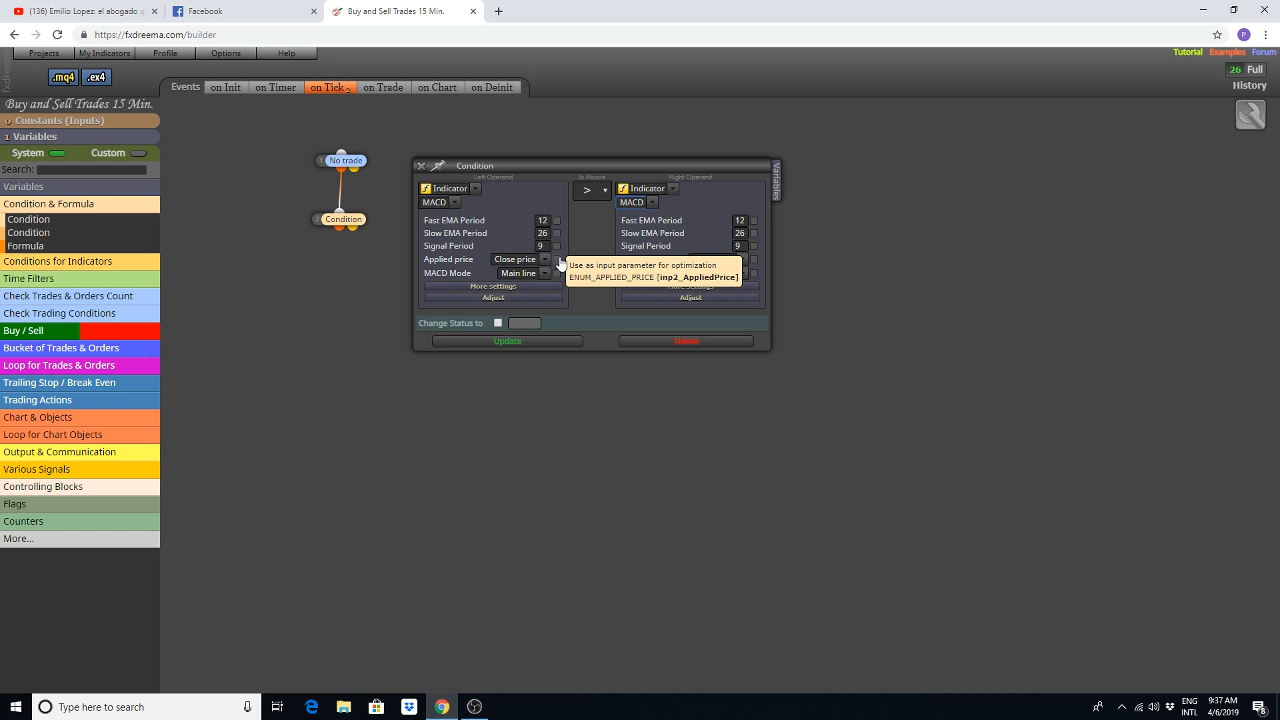 (136) Emilio Lopez: el abogado q
Facebook
Buy and Sell Trades 15 Min.
https://fxdreema.com/builder
P
Projects
My Indicators
Profile
Options
Help
Tutorial
Examples
Forum
fxdreema
.mq4
.ex4
26 Full
Events
on Init
on Timer
on Tick 2
on Trade
on Chart
on Deinit
History
Buy and Sell Trades 15 Min.
0 Constants (Inputs)
1 Variables
System
Custom
Search:
Variables
Condition & Formula
Condition
Condition
Formula
Conditions for Indicators
Time Filters
Check Trades & Orders Count
Check Trading Conditions
Buy / Sell
Bucket of Trades & Orders
Loop for Trades & Orders
Trailing Stop / Break Even
Trading Actions
Chart & Objects
Loop for Chart Objects
Output & Communication
Various Signals
Controlling Blocks
Flags
Counters
More...
1 No trade
2 Condition
Condition
Variables
Left Operand
Is Above
Right Operand
Indicator
>
Indicator
MACD
MACD
Fast EMA Period 12
Fast EMA Period 12
Slow EMA Period 26
Slow EMA Period 26
Signal Period 9
Signal Period 9
Applied price Close price
Use as input parameter for optimization
MACD Mode Main line
ENUM_APPLIED_PRICE [inp2_AppliedPrice]
More settings
More settings
Adjust
Adjust
Change Status to
Update
Delete
Type here to search
ENG
INTL
9:37 AM
4/6/2019
8